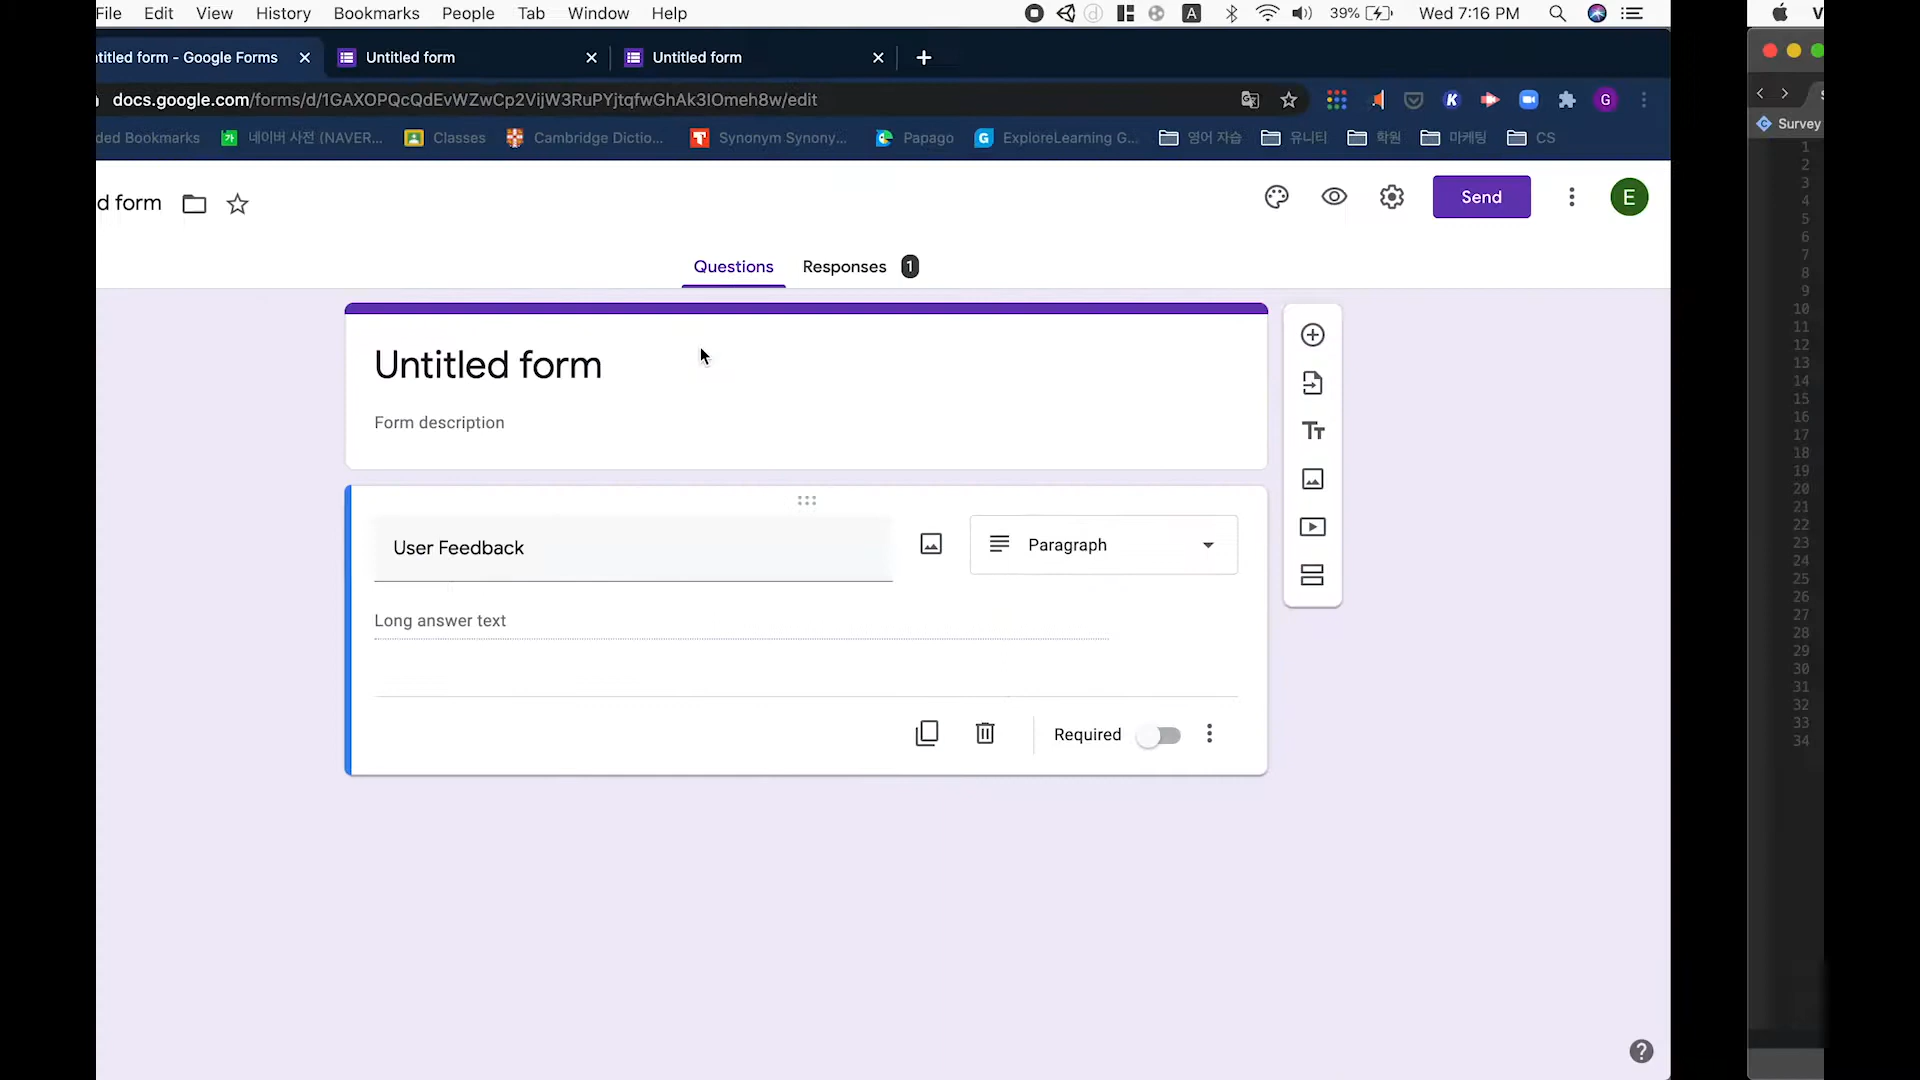 File Edit View History Bookmarks People Tab Window Help 39% Wed 7:16 PM
titled form - Google Forms Untitled form Untitled form
docs.google.com/forms/d/1GAXOPQcQdEvWZwCp2VijW3RuPYjtqfwGhAk3IOmeh8w/edit
ded Bookmarks 네이버 사전 (NAVER... Classes Cambridge Dictio... Synonym Synony... Papago ExploreLearning G... 영어 자습 유니티 학원 마케팅 CS
d form Send E
Questions Responses 1
Untitled form
Form description
User Feedback Paragraph
Long answer text
Required
Survey
1
2
3
4
5
6
7
8
9
10
11
12
13
14
15
16
17
18
19
20
21
22
23
24
25
26
27
28
29
30
31
32
33
34